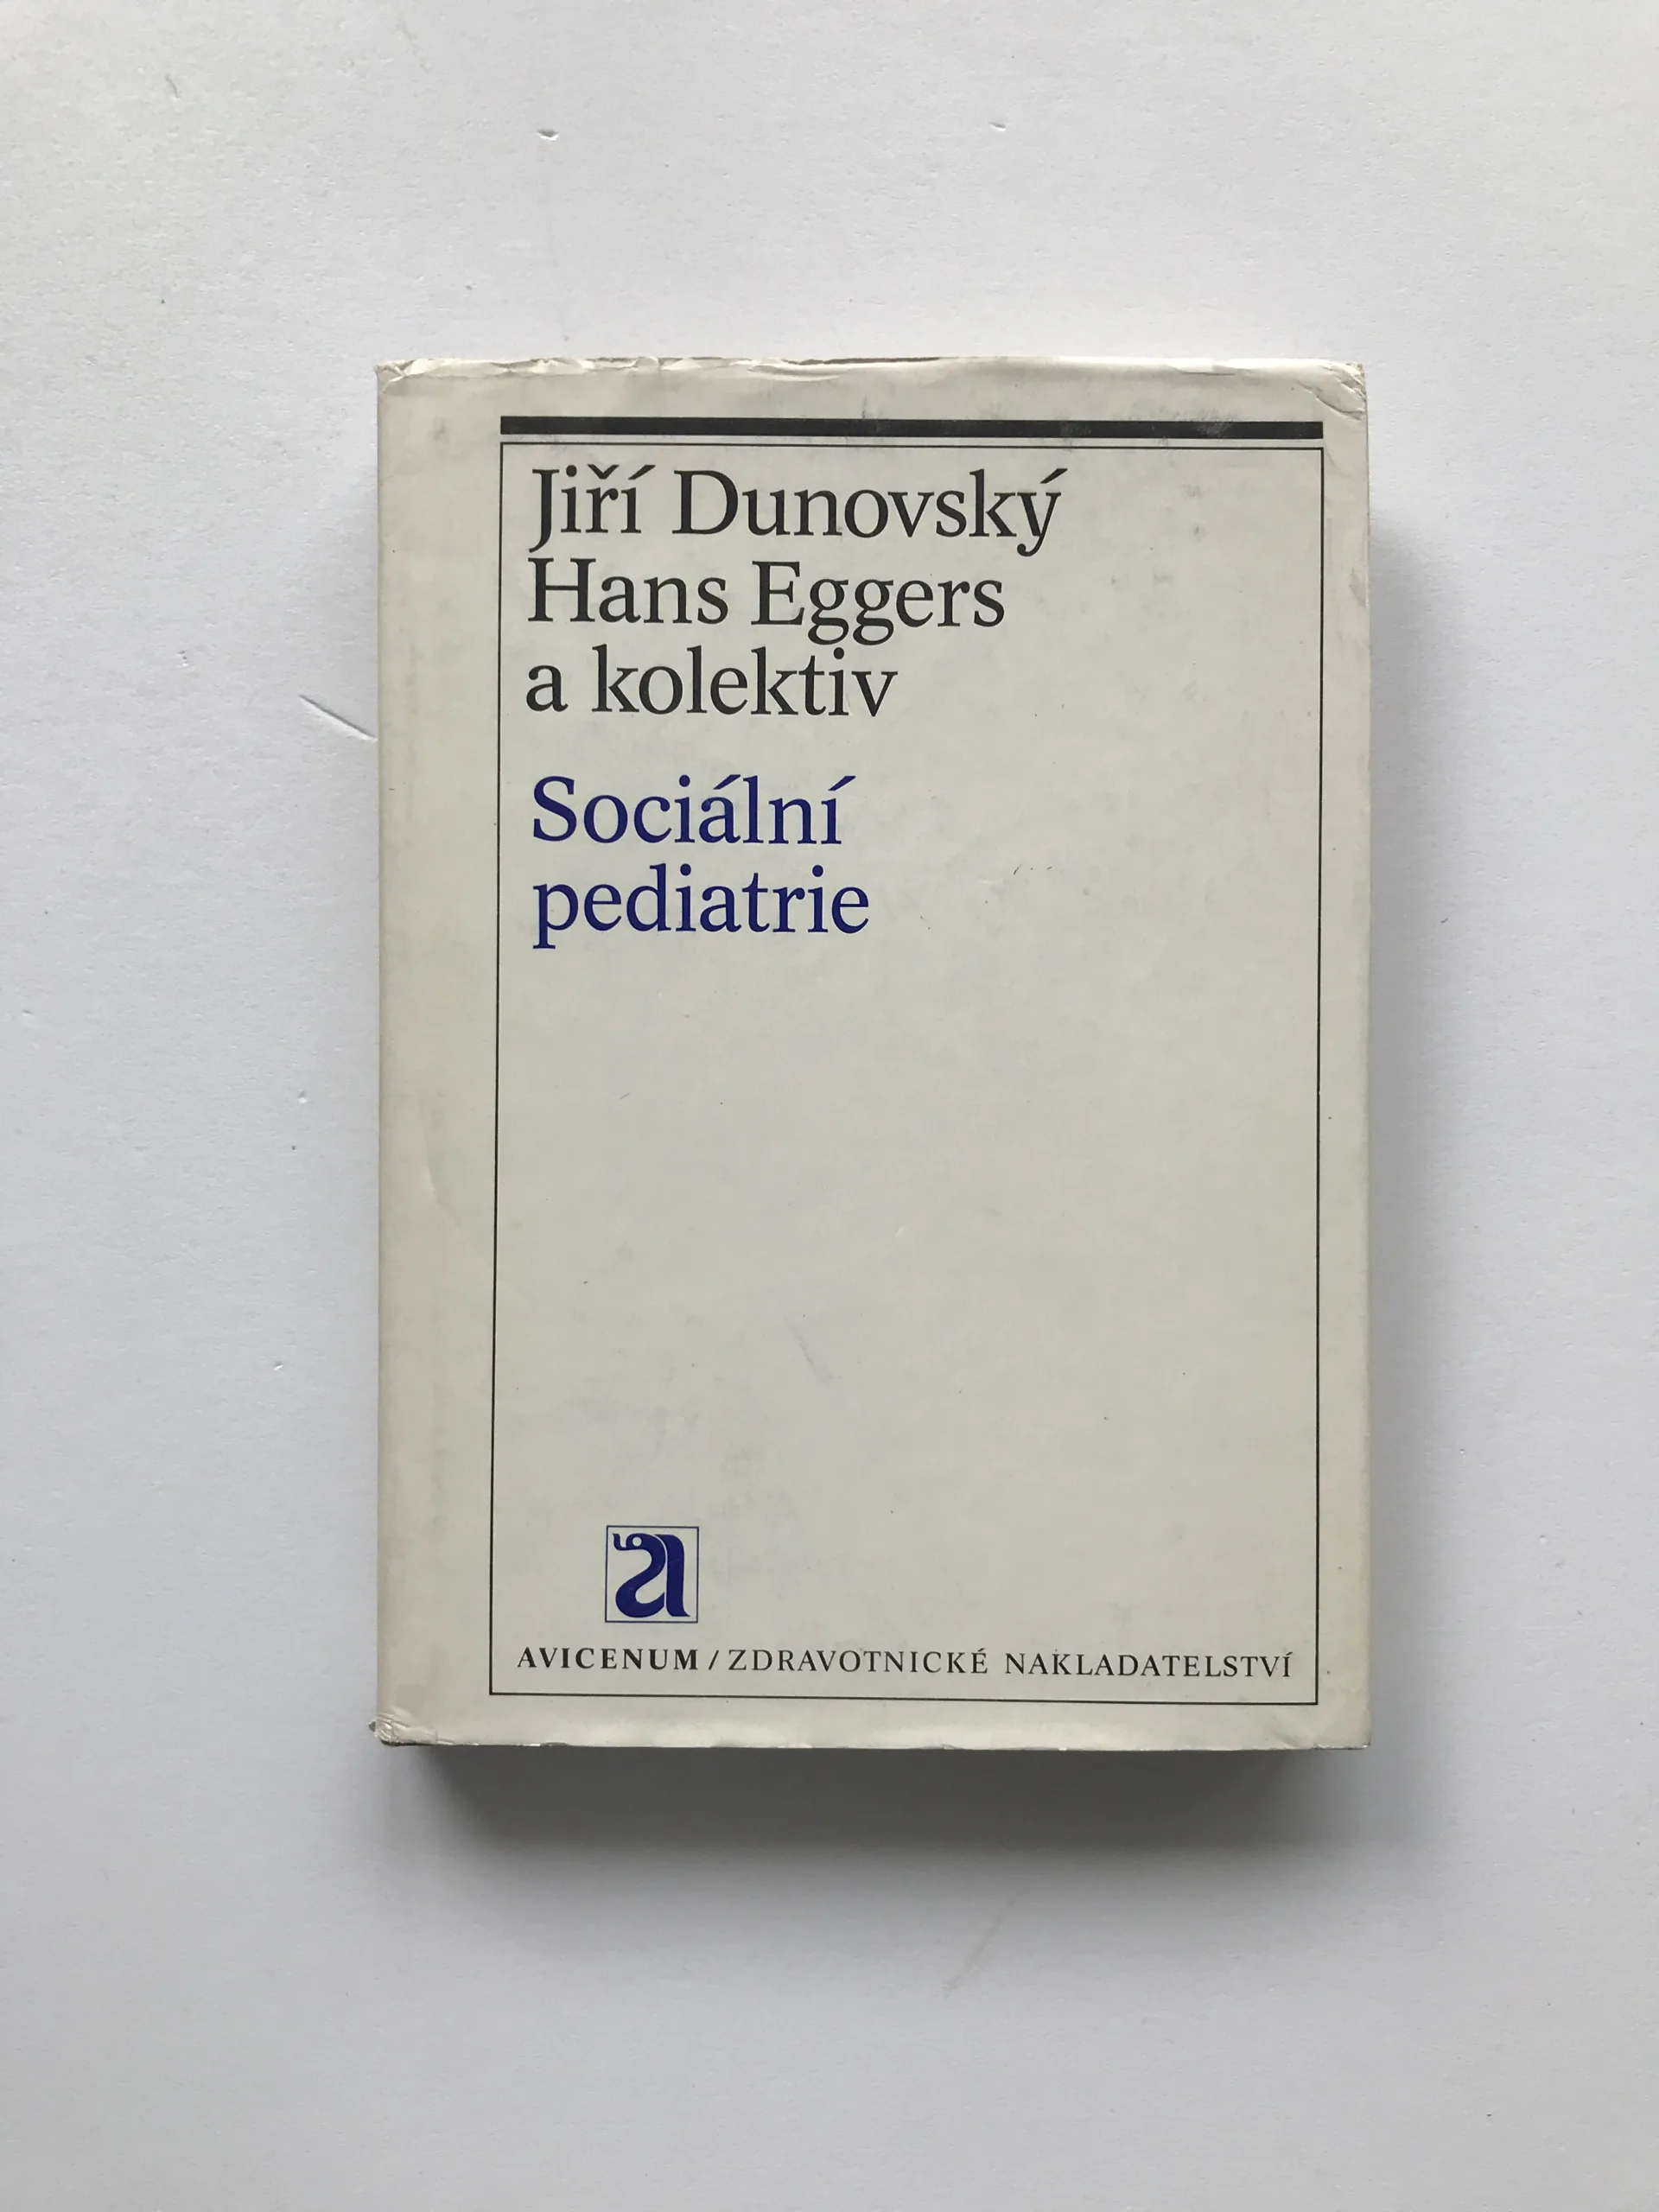 Jiří Dunovský
Hans Eggers
a kolektiv
Sociální
pediatrie
a
AVICENUM / ZDRAVOTNICKÉ NAKLADATELSTVÍ